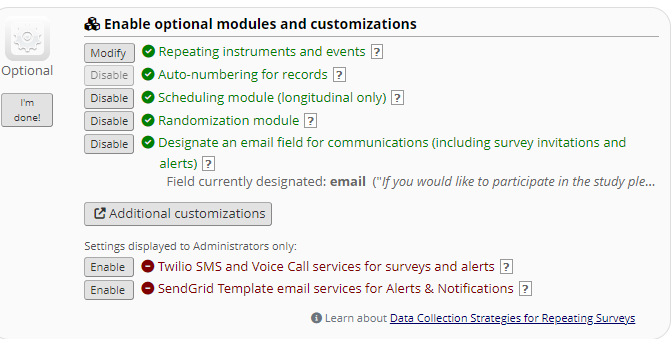 Enable optional modules and customizations
Optional
I'm
done!
Modify Repeating instruments and events ?
Disable Auto-numbering for records ?
Disable Scheduling module (longitudinal only) ?
Disable Randomization module ?
Disable Designate an email field for communications (including survey invitations and
alerts) ?
Field currently designated: email ("If you would like to participate in the study ple...
Additional customizations
Settings displayed to Administrators only:
Enable Twilio SMS and Voice Call services for surveys and alerts ?
Enable SendGrid Template email services for Alerts & Notifications ?
Learn about Data Collection Strategies for Repeating Surveys